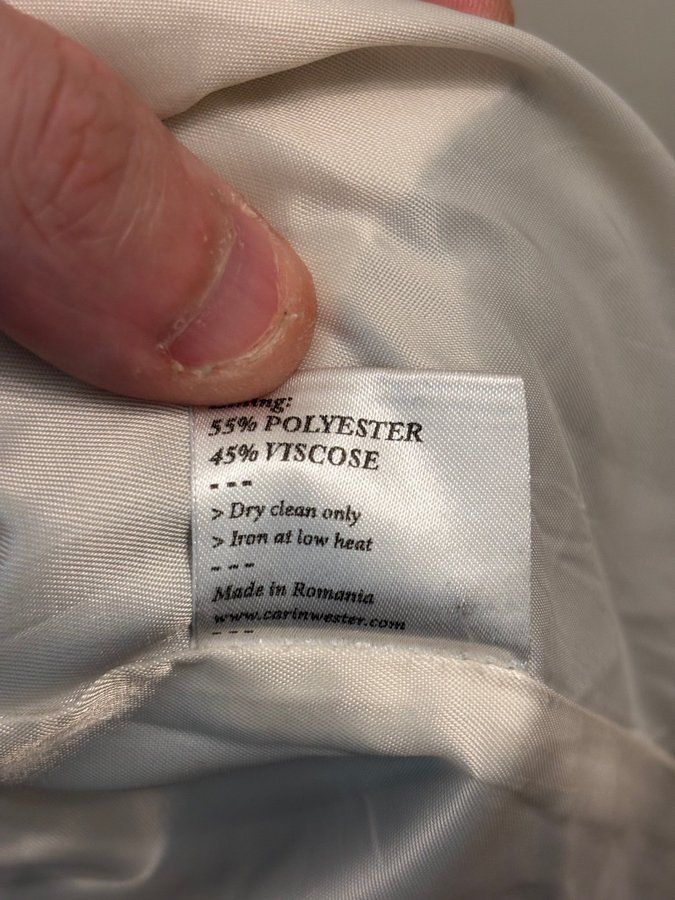 55% POLYESTER
45% VISCOSE
---
> Dry clean only
> Iron at low heat
---
Made in Romania
www.carinwester.com
---